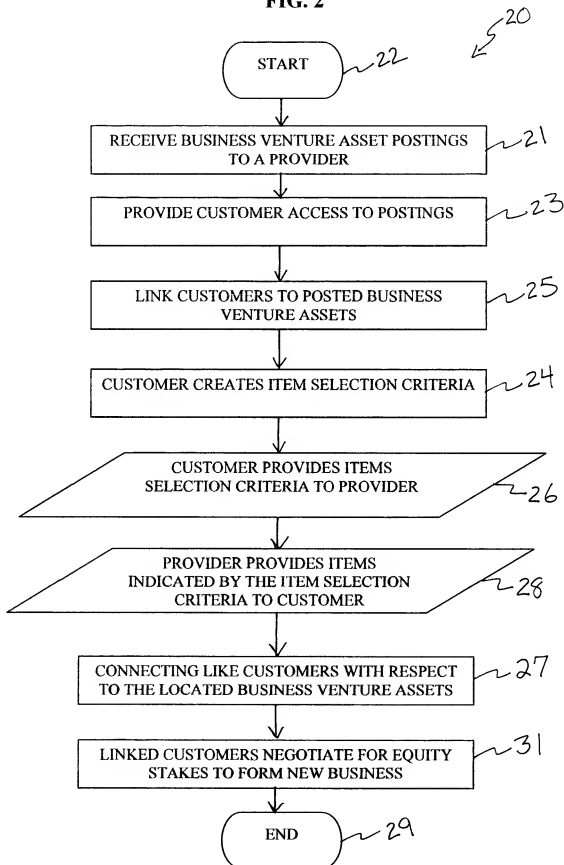 FIG. 2
20
START
22
RECEIVE BUSINESS VENTURE ASSET POSTINGS
TO A PROVIDER
21
PROVIDE CUSTOMER ACCESS TO POSTINGS
23
LINK CUSTOMERS TO POSTED BUSINESS
VENTURE ASSETS
25
CUSTOMER CREATES ITEM SELECTION CRITERIA
24
CUSTOMER PROVIDES ITEMS
SELECTION CRITERIA TO PROVIDER
26
PROVIDER PROVIDES ITEMS
INDICATED BY THE ITEM SELECTION
CRITERIA TO CUSTOMER
28
CONNECTING LIKE CUSTOMERS WITH RESPECT
TO THE LOCATED BUSINESS VENTURE ASSETS
27
LINKED CUSTOMERS NEGOTIATE FOR EQUITY
STAKES TO FORM NEW BUSINESS
31
END
29